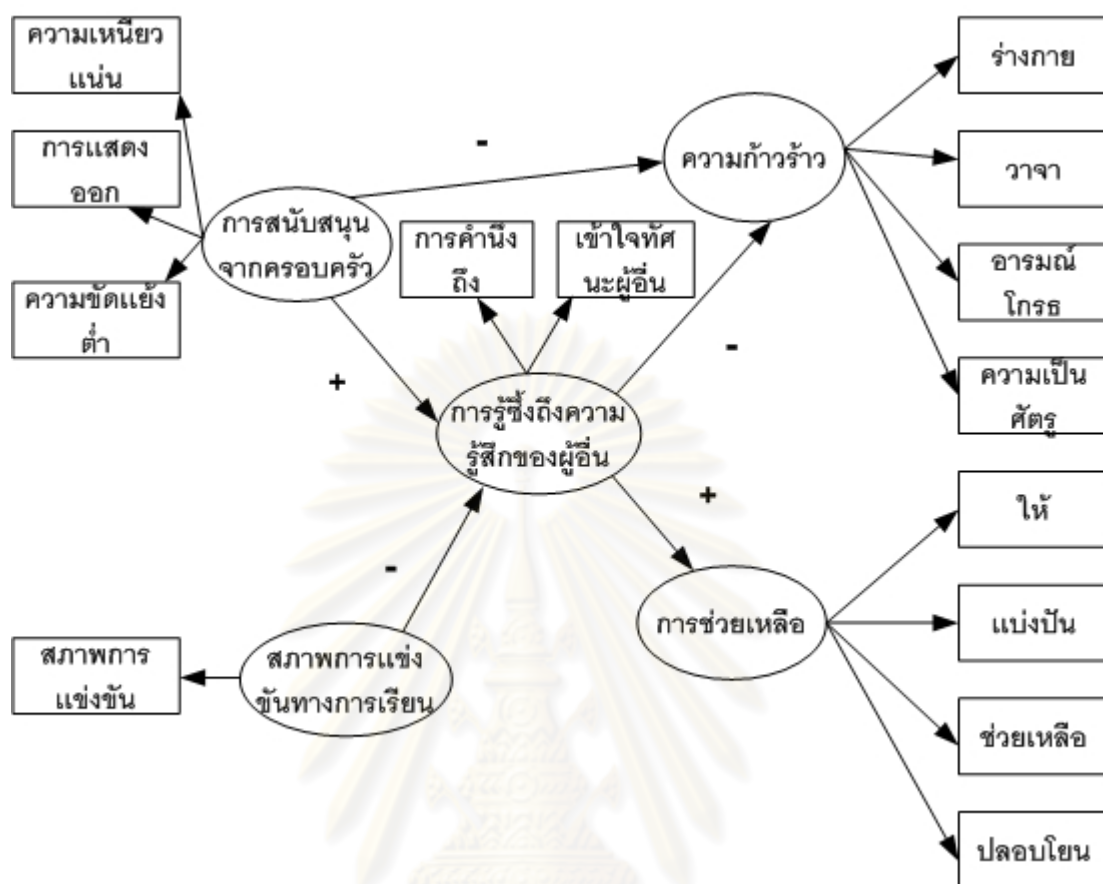 ความเหนียว
แน่น
การแสดง
ออก
ความขัดแย้ง
ต่ำ
การสนับสนุน
จากครอบครัว
-
+
การคำนึง
ถึง
เข้าใจทัศ
นะผู้อื่น
ความก้าวร้าว
ร่างกาย
วาจา
อารมณ์
โกรธ
ความเป็น
ศัตรู
-
การรู้ซึ้งถึงความ
รู้สึกของผู้อื่น
-
+
สภาพการ
แข่งขัน
สภาพการแข่ง
ขันทางการเรียน
การช่วยเหลือ
ให้
แบ่งปัน
ช่วยเหลือ
ปลอบโยน